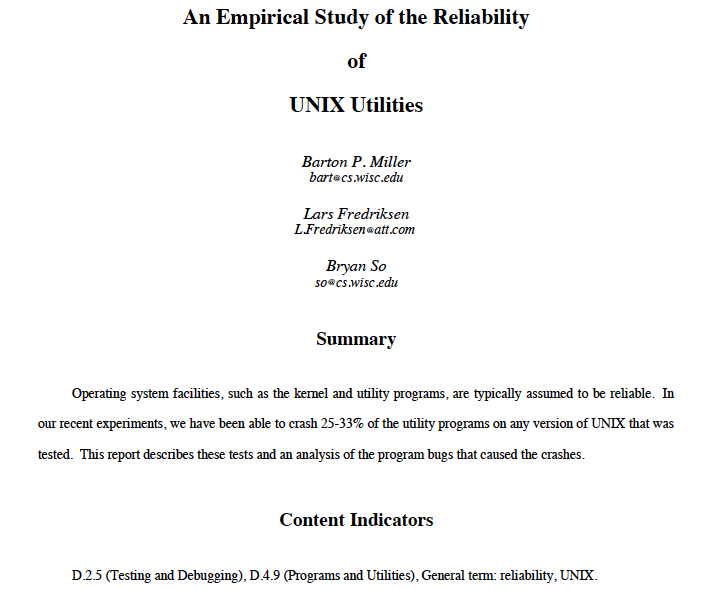 An Empirical Study of the Reliability
of
UNIX Utilities
Barton P. Miller
bart@cs.wisc.edu
Lars Fredriksen
L.Fredriksen@att.com
Bryan So
so@cs.wisc.edu
Summary
Operating system facilities, such as the kernel and utility programs, are typically assumed to be reliable. In
our recent experiments, we have been able to crash 25-33% of the utility programs on any version of UNIX that was
tested. This report describes these tests and an analysis of the program bugs that caused the crashes.
Content Indicators
D.2.5 (Testing and Debugging), D.4.9 (Programs and Utilities), General term: reliability, UNIX.